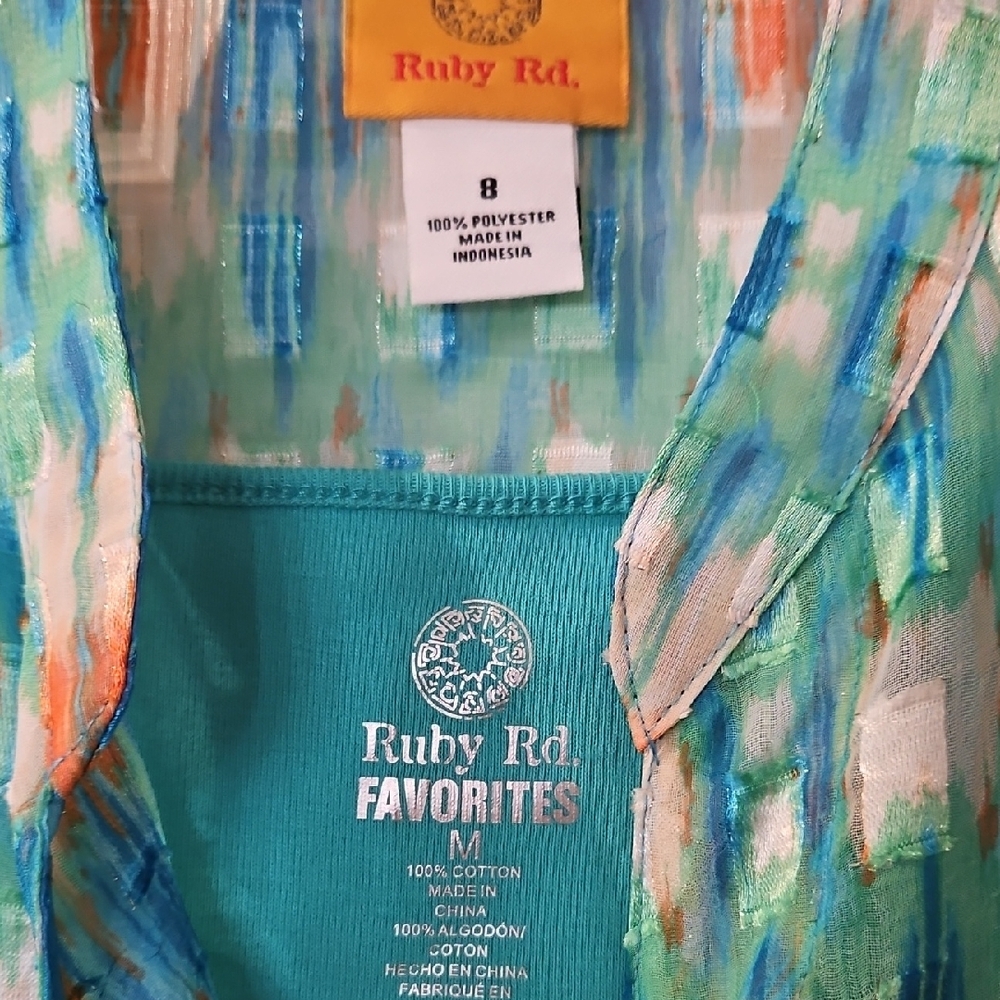 Ruby Rd.
8
100% POLYESTER
MADE IN
INDONESIA
Ruby Rd.
FAVORITES
M
100% COTTON
MADE IN
CHINA
100% ALGODÓN/
COTON
HECHO EN CHINA
FABRIQUÉ EN